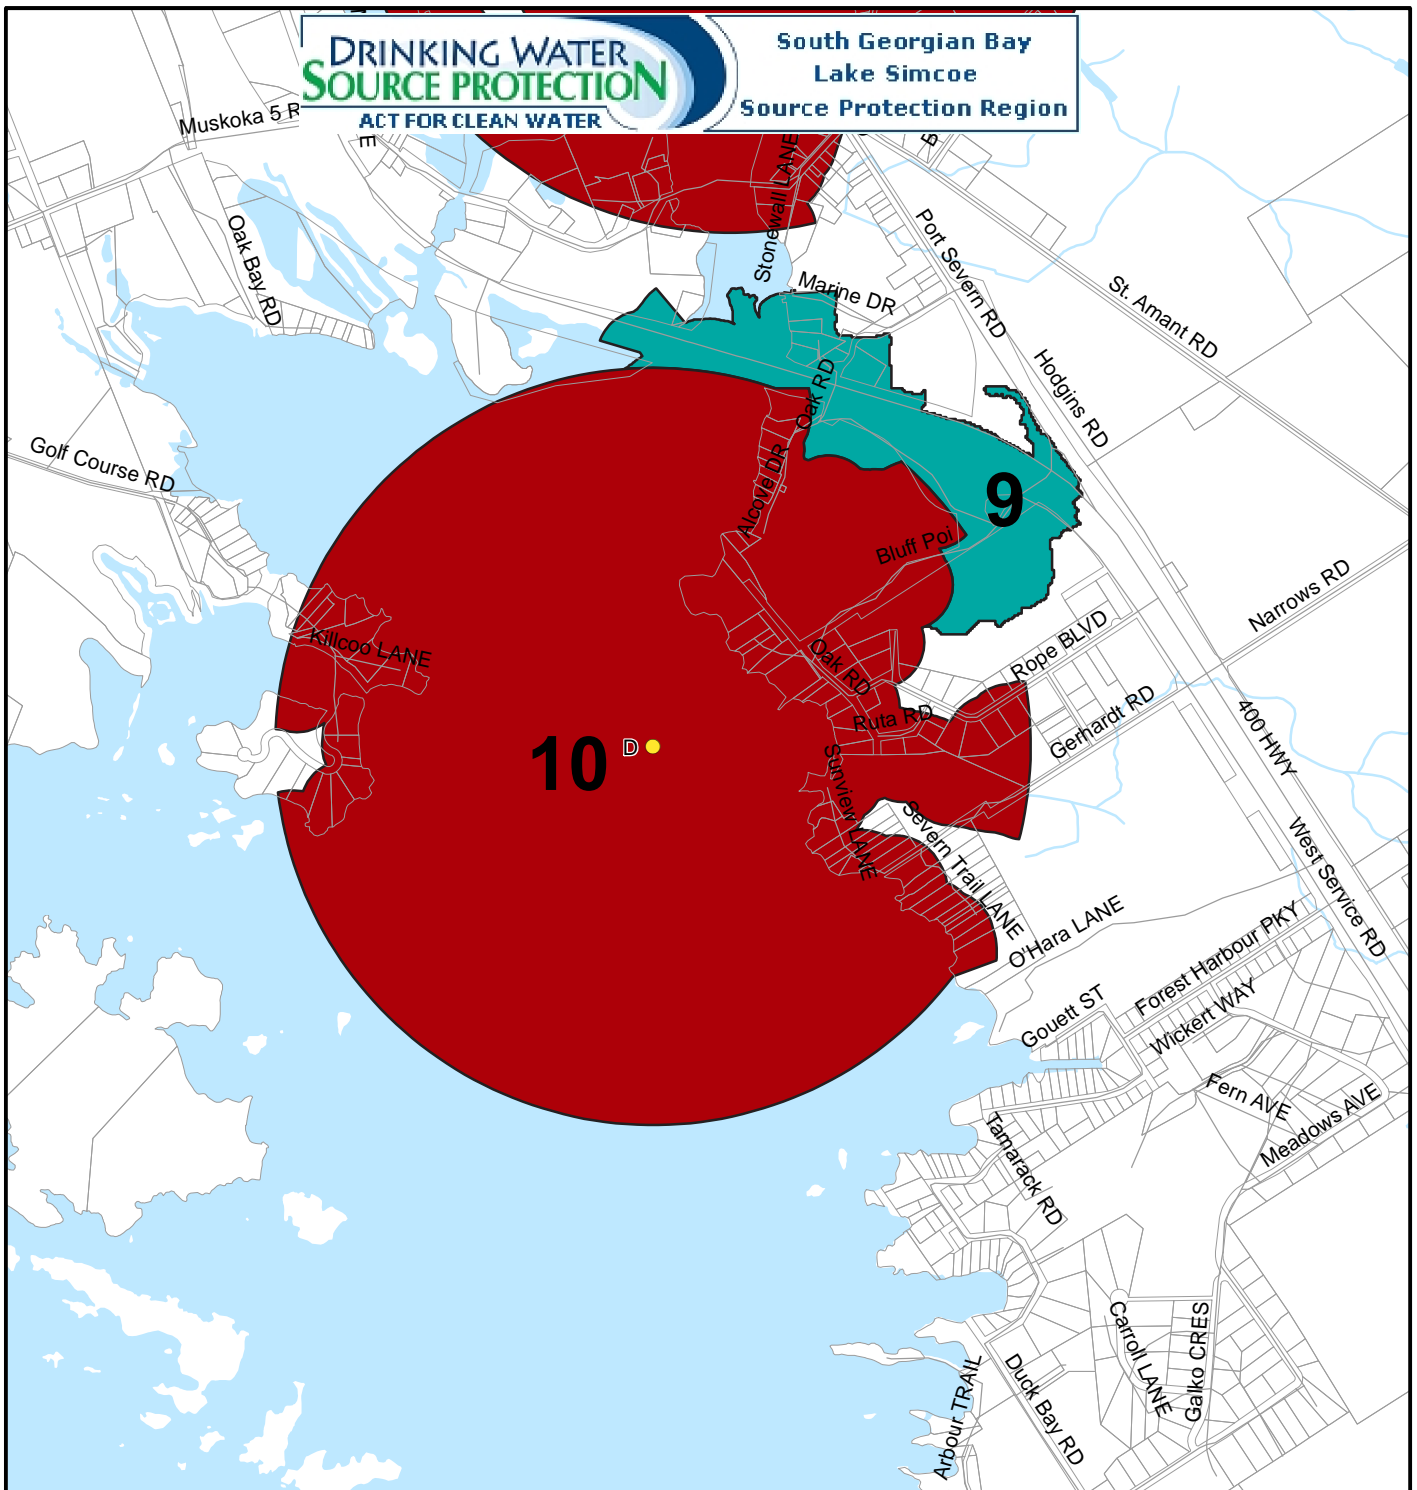 DRINKING WATER
SOURCE PROTECTION
ACT FOR CLEAN WATER
South Georgian Bay
Lake Simcoe
Source Protection Region
Muskoka 5 R
E
B
Oak Bay RD
Stonewall LANE
Marine DR
Port Severn RD
St. Amant RD
Hodgins RD
Oak RD
Golf Course RD
Alcove DR
9
Bluff Poi
Narrows RD
Killcoo LANE
Oak RD
Rope BLVD
Ruta RD
Gerhardt RD
400 HWY
10
D
Sunview LANE
Severn Trail LANE
West Service RD
O'Hara LANE
Forest Harbour PKY
Gouett ST
Wickert WAY
Fern AVE
Meadows AVE
Tamarack RD
Carroll LANE
Galko CRES
Duck Bay RD
Arbour TRAIL